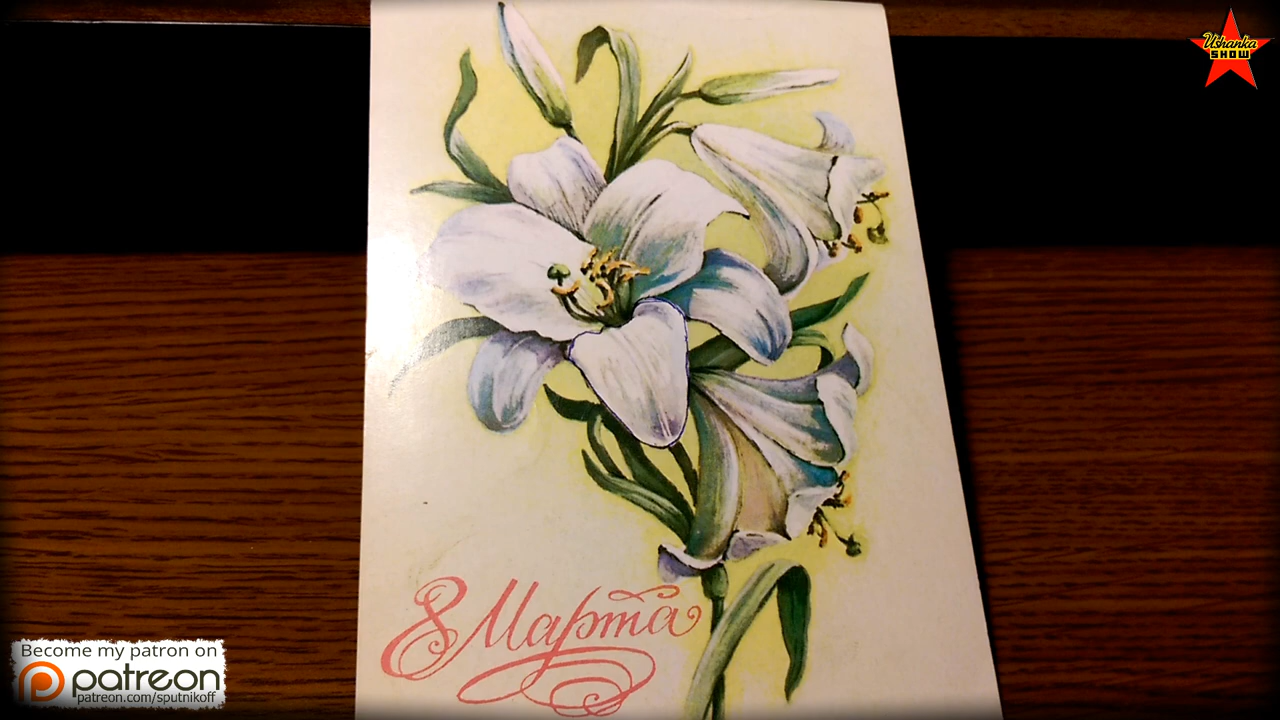 Ushanka
SHOW
8 Марта
Become my patron on
patreon
patreon.com/sputnikoff